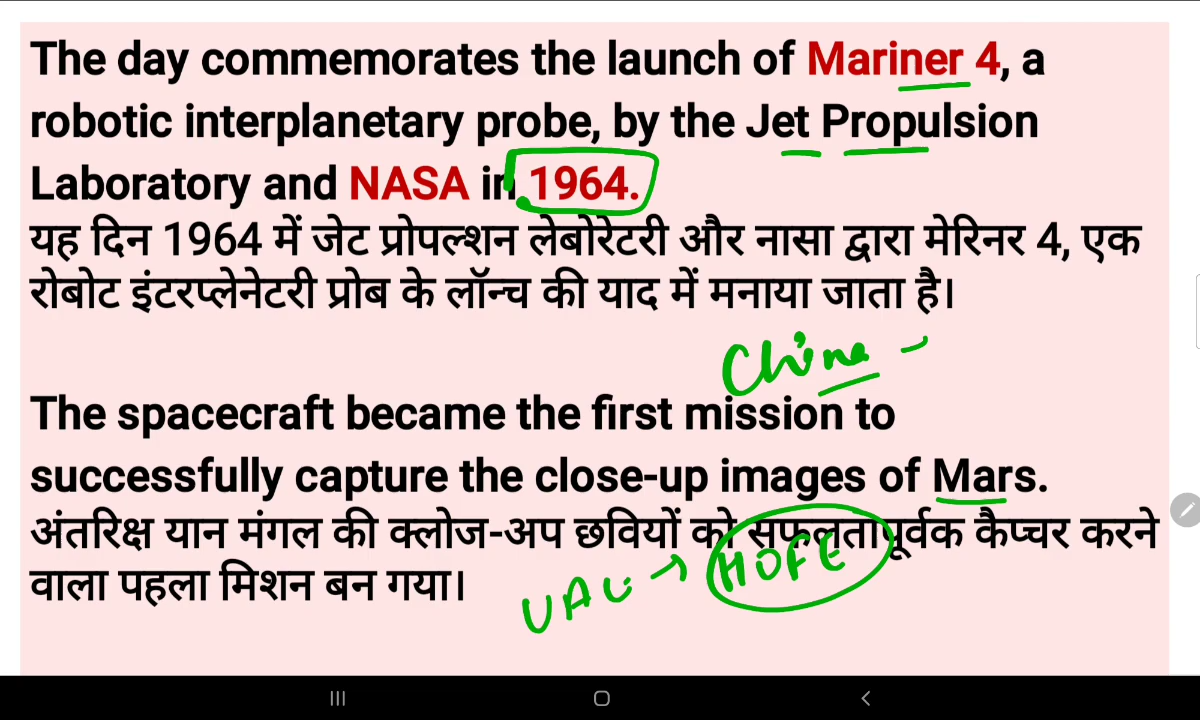 The day commemorates the launch of Mariner 4, a
robotic interplanetary probe, by the Jet Propulsion
Laboratory and NASA in 1964.
यह दिन 1964 में जेट प्रोपल्शन लेबोरेटरी और नासा द्वारा मेरिनर 4, एक
रोबोट इंटरप्लेनेटरी प्रोब के लॉन्च की याद में मनाया जाता है।
China -
The spacecraft became the first mission to
successfully capture the close-up images of Mars.
अंतरिक्ष यान मंगल की क्लोज-अप छवियों को सफलतापूर्वक कैप्चर करने
वाला पहला मिशन बन गया।
UAE → HOPE